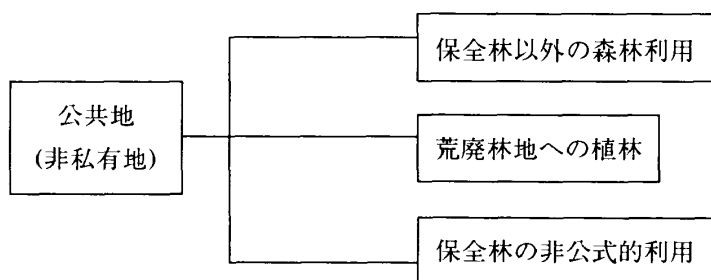 保全林以外の森林利用
公共地
(非私有地)
荒廃林地への植林
保全林の非公式的利用